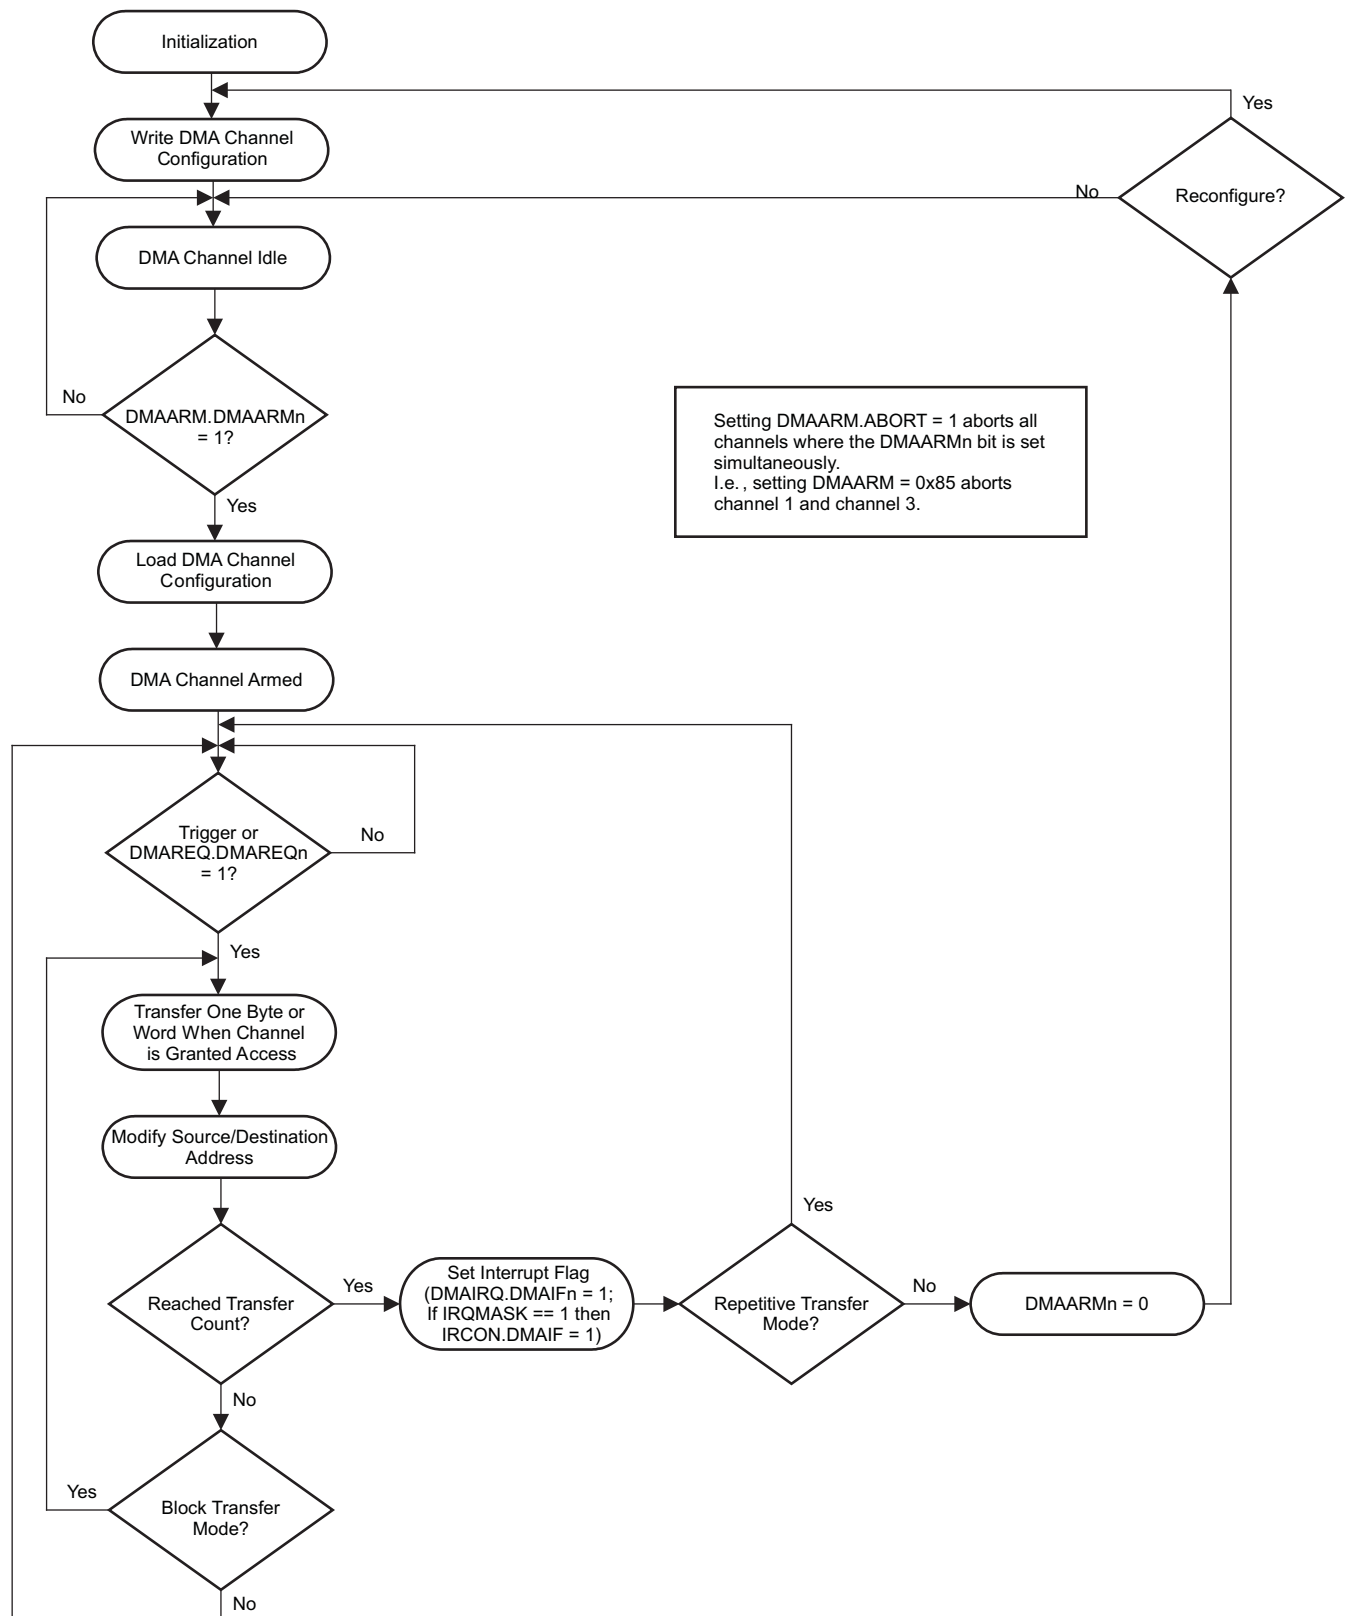 Initialization
Yes
Write DMA Channel
Configuration
No
Reconfigure?
DMA Channel Idle
No
DMAARM.DMAARMn
= 1?
Setting DMAARM.ABORT = 1 aborts all
channels where the DMAARMn bit is set
simultaneously.
I.e., setting DMAARM = 0x85 aborts
channel 1 and channel 3.
Yes
Load DMA Channel
Configuration
DMA Channel Armed
Trigger or
DMAREQ.DMAREQn
= 1?
No
Yes
Transfer One Byte or
Word When Channel
is Granted Access
Modify Source/Destination
Address
Yes
Reached Transfer
Count?
Yes
Set Interrupt Flag
(DMAIRQ.DMAIFn = 1;
If IRQMASK == 1 then
IRCON.DMAIF = 1)
Repetitive Transfer
Mode?
No
DMAARMn = 0
No
Yes
Block Transfer
Mode?
No